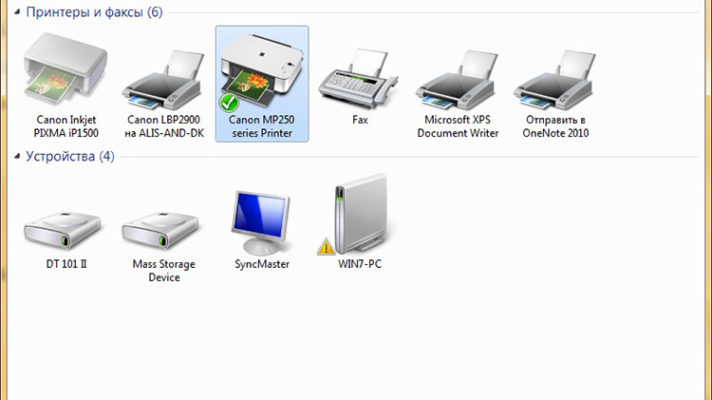 Принтеры и факсы (6)
Canon Inkjet
PIXMA iP1500
Canon LBP2900
на ALIS-AND-DK
Canon MP250
series Printer
Fax
Microsoft XPS
Document Writer
Отправить в
OneNote 2010
Устройства (4)
DT 101 II
Mass Storage
Device
SyncMaster
WIN7-PC